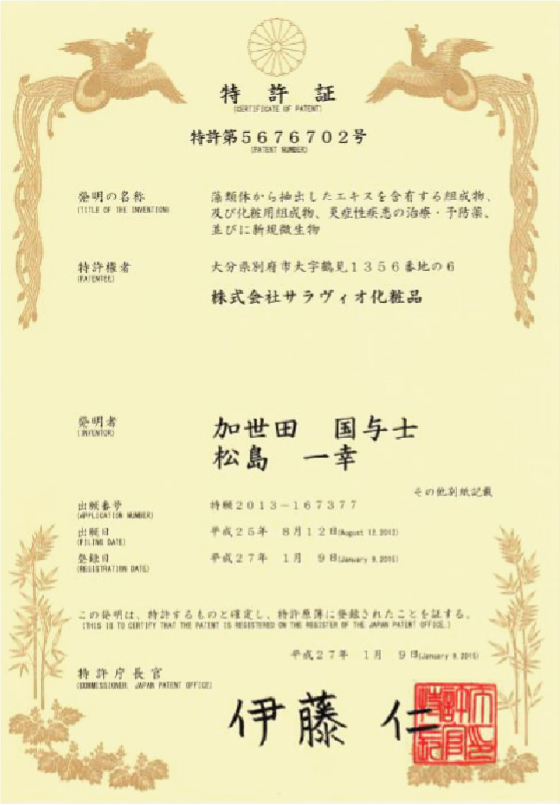 特許証
(CERTIFICATE OF PATENT)
特許第5676702号
(PATENT NUMBER)
発明の名称
(TITLE OF THE INVENTION)
藻類体から抽出したエキスを含有する組成物、
及び化粧用組成物、炎症性疾患の治療・予防薬、
並びに新規微生物
特許権者
(PATENTEE)
大分県別府市大字鶴見1356番地の6
株式会社サラヴィオ化粧品
発明者
(INVENTOR)
加世田 国与士
松島 一幸
その他別紙記載
出願番号
(APPLICATION NUMBER)
特願2013-167377
出願日
(FILING DATE)
平成25年 8月12日(August 12,2013)
登録日
(REGISTRATION DATE)
平成27年 1月 9日(January 9,2015)
この発明は、特許するものと確定し、特許原簿に登録されたことを証する。
(THIS IS TO CERTIFY THAT THE PATENT IS REGISTERED ON THE REGISTER OF THE JAPAN PATENT OFFICE.)
平成27年 1月 9日(January 9,2015)
特許庁長官
(COMMISSIONER, JAPAN PATENT OFFICE)
伊藤 仁